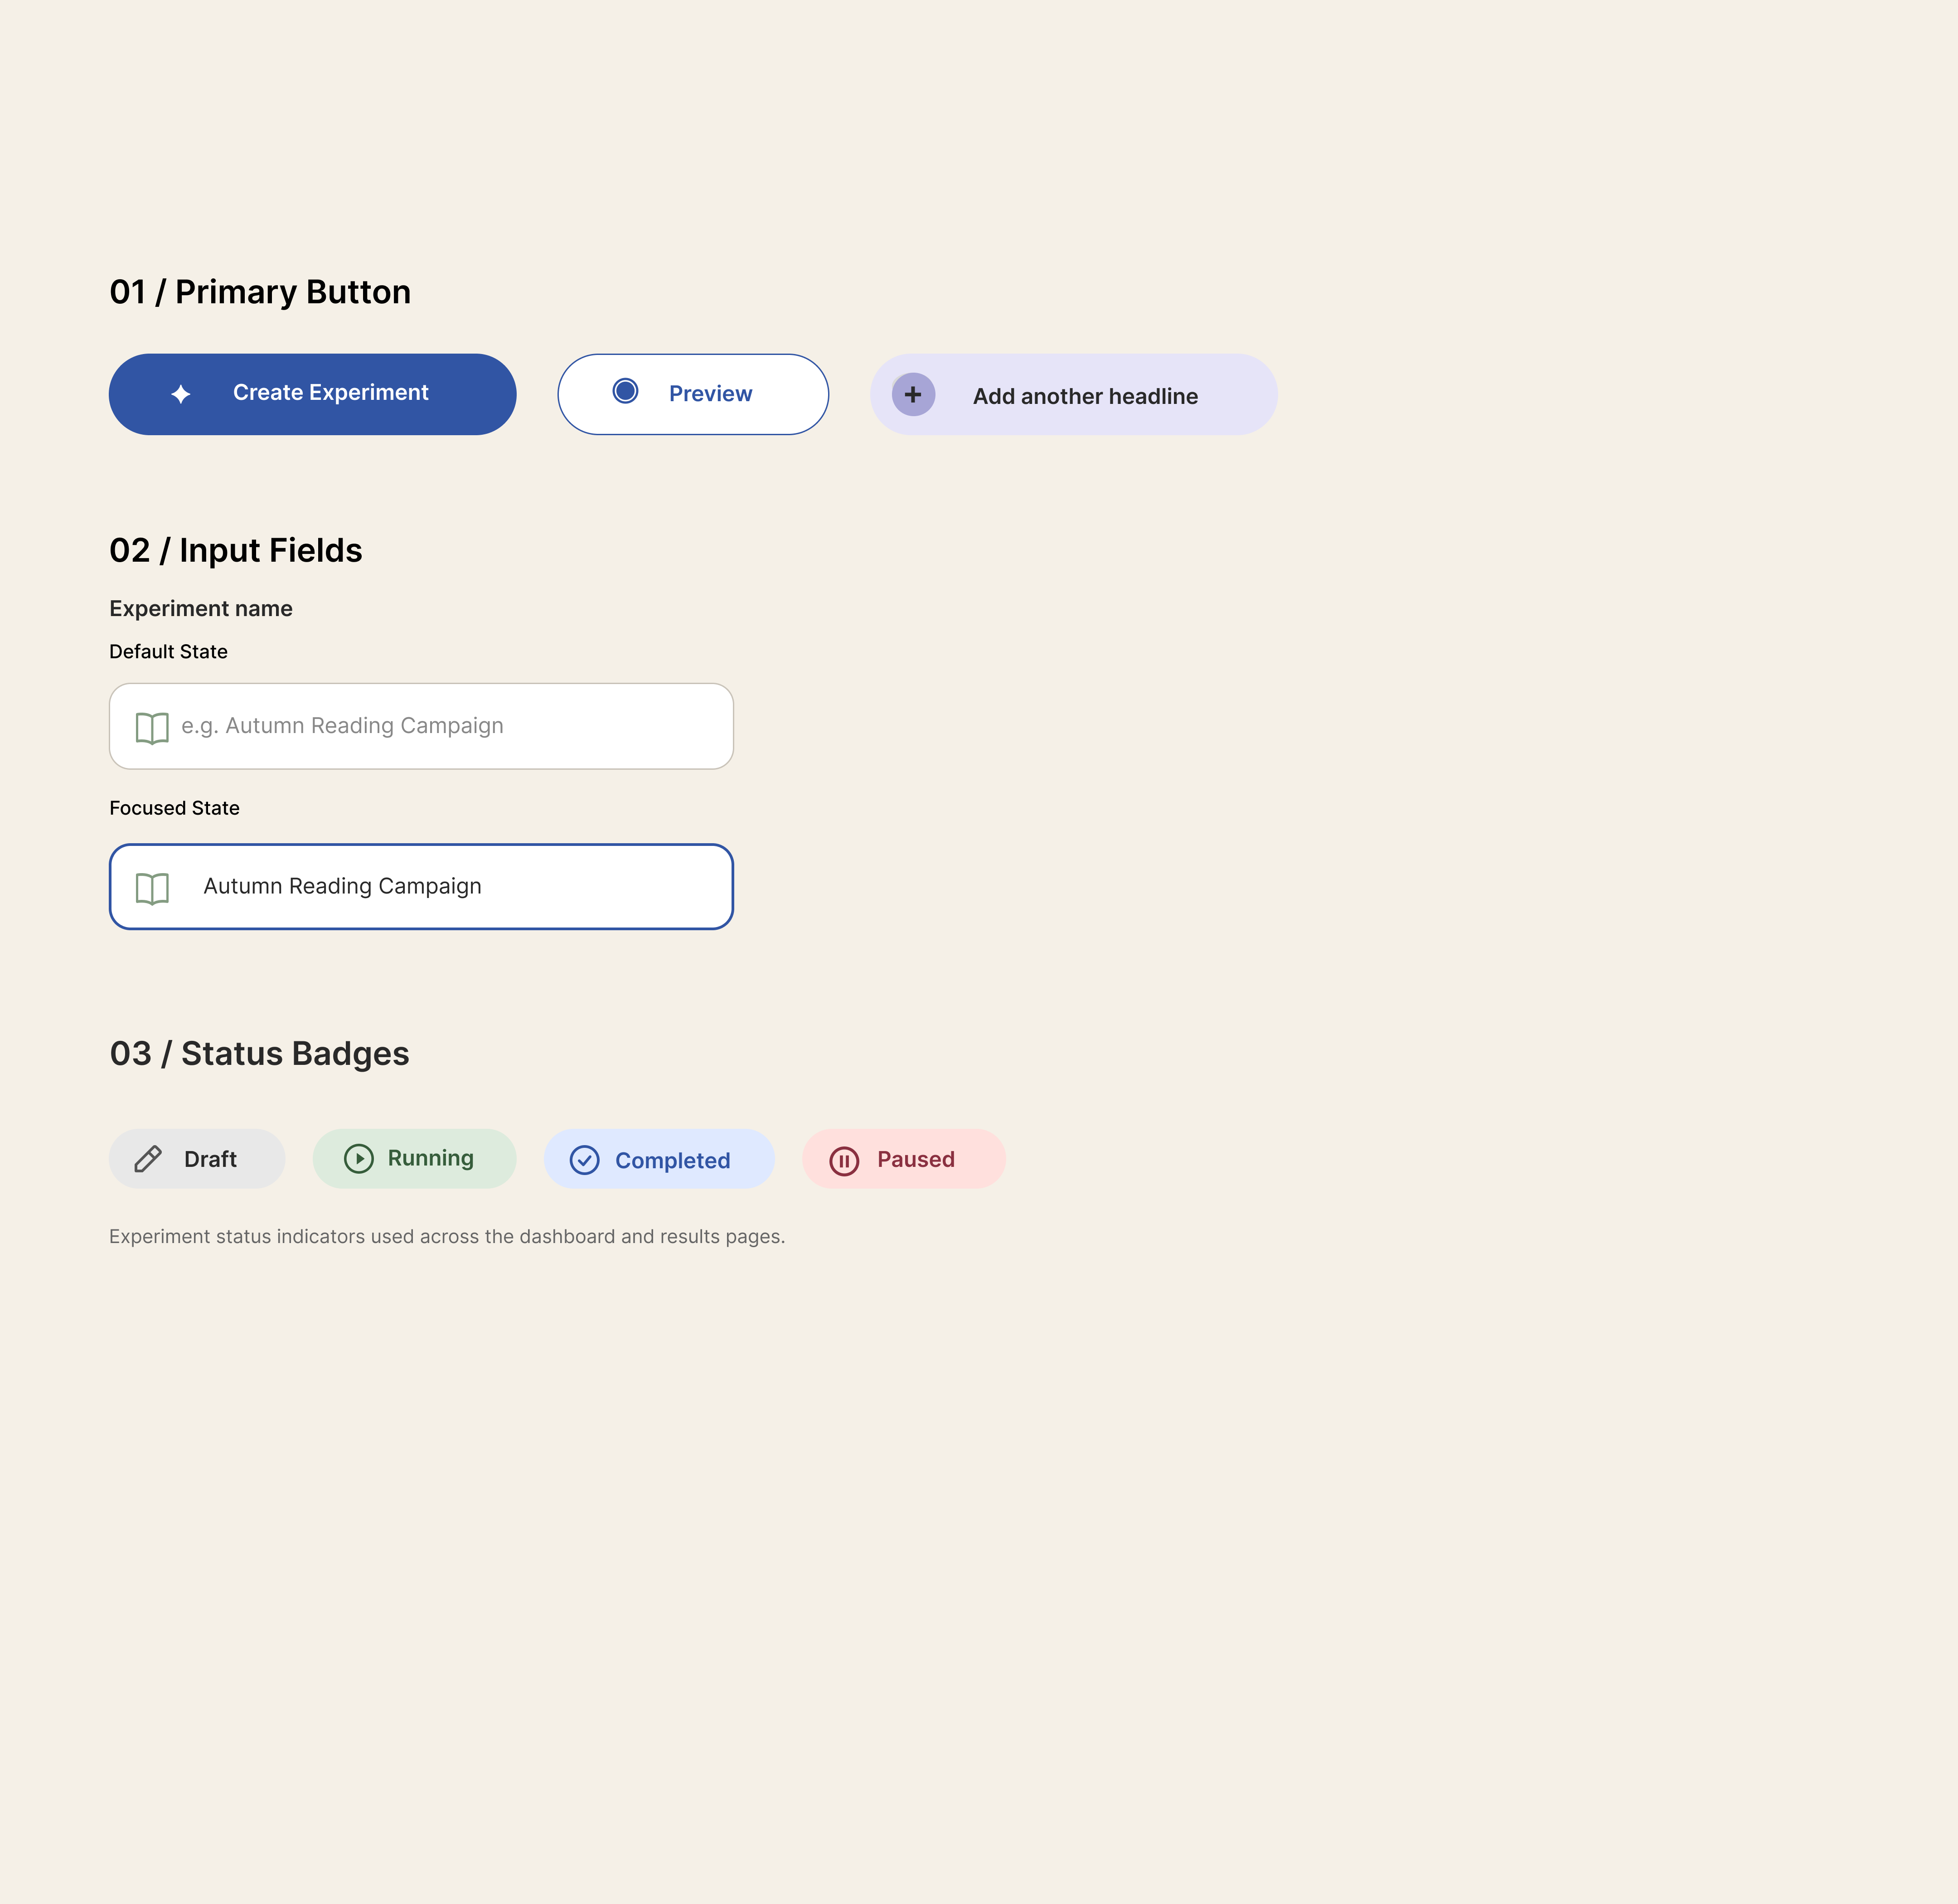 01 / Primary Button
Create Experiment
Preview
Add another headline
02 / Input Fields
Experiment name
Default State
e.g. Autumn Reading Campaign
Focused State
Autumn Reading Campaign
03 / Status Badges
Draft
Running
Completed
Paused
Experiment status indicators used across the dashboard and results pages.